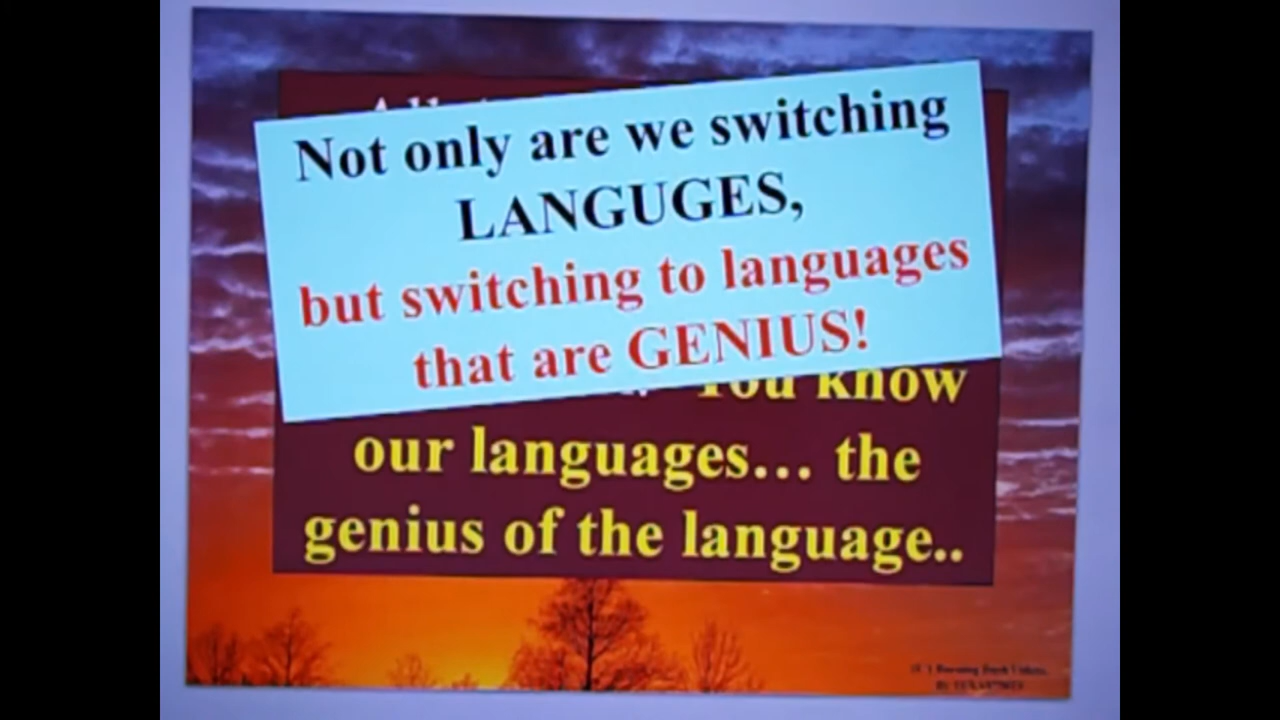 Not only are we switching
LANGUGES,
but switching to languages
that are GENIUS!
You know
our languages... the
genius of the language..